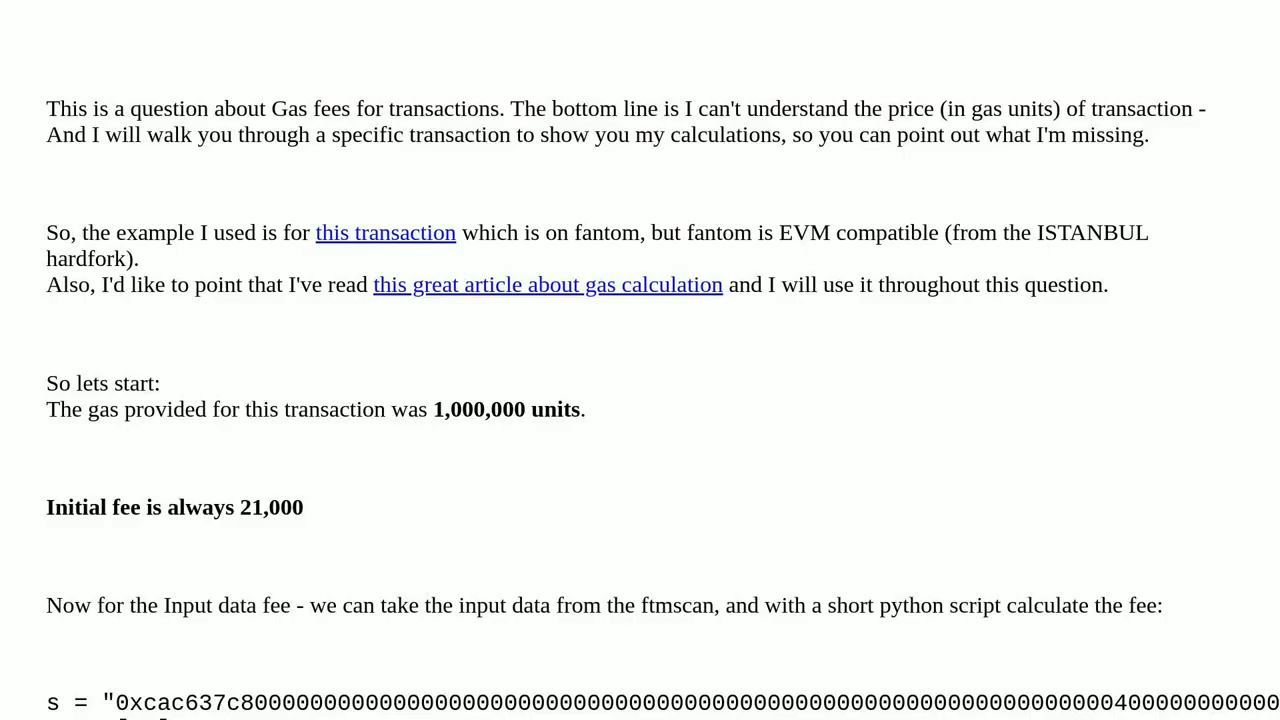 This is a question about Gas fees for transactions. The bottom line is I can't understand the price (in gas units) of transaction -
And I will walk you through a specific transaction to show you my calculations, so you can point out what I'm missing.
So, the example I used is for this transaction which is on fantom, but fantom is EVM compatible (from the ISTANBUL
hardfork).
Also, I'd like to point that I've read this great article about gas calculation and I will use it throughout this question.
So lets start:
The gas provided for this transaction was 1,000,000 units.
Initial fee is always 21,000
Now for the Input data fee - we can take the input data from the ftmscan, and with a short python script calculate the fee:
s = "0xcac637c80000000000000000000000000000000000000000000000000000000000000004000000000000